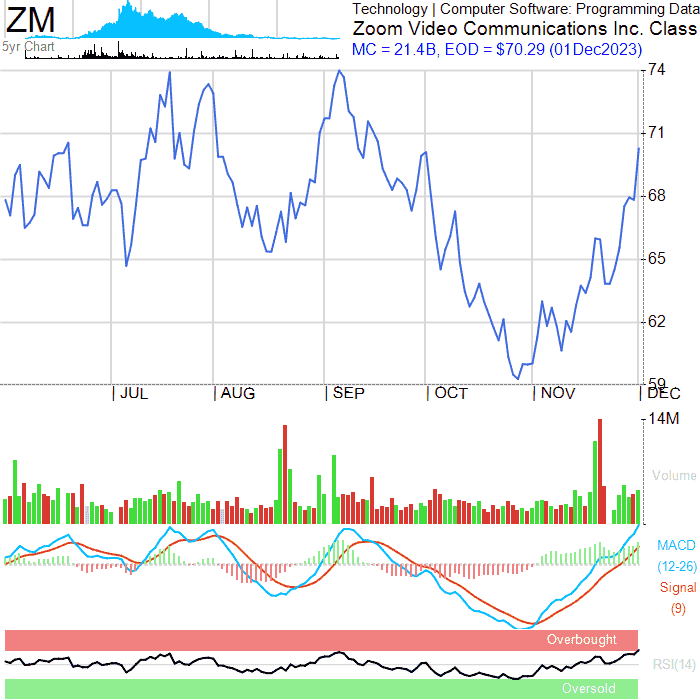 ZM
5yr Chart
Technology | Computer Software: Programming Data
Zoom Video Communications Inc. Class
MC = 21.4B, EOD = $70.29 (01Dec2023)
74
71
68
65
62
59
JUL
AUG
SEP
OCT
NOV
DEC
14M
Volume
MACD
(12-26)
Signal
(9)
Overbought
RSI(14)
Oversold